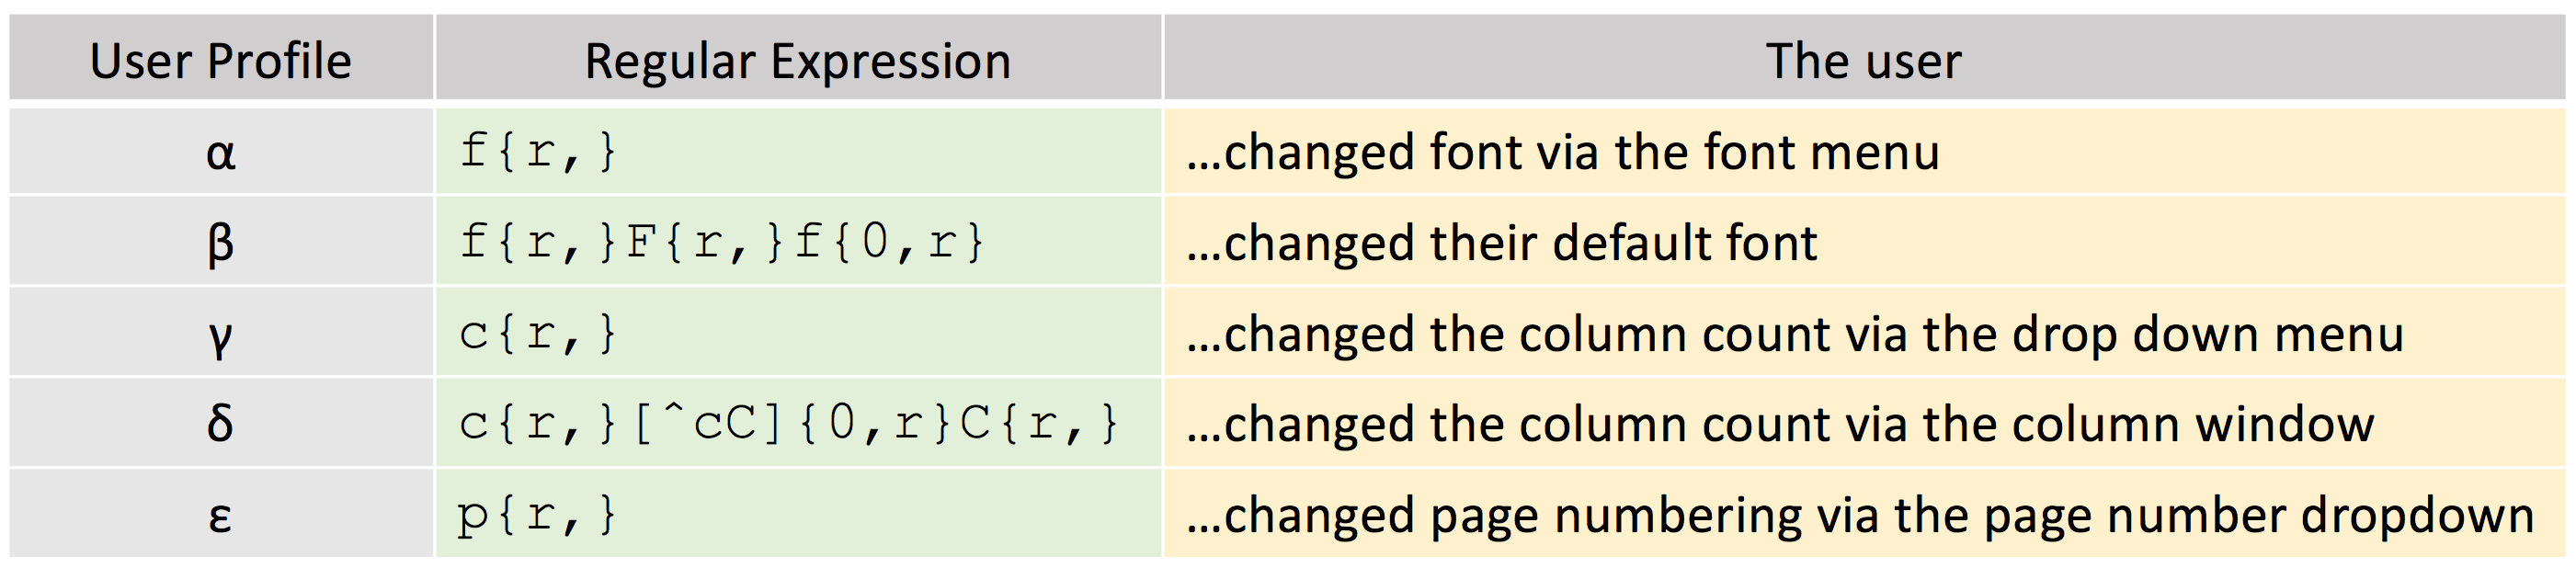 User Profile Regular Expression The user
α f{r,} …changed font via the font menu
β f{r,}F{r,}f{0,r} …changed their default font
γ c{r,} …changed the column count via the drop down menu
δ c{r,}[^cC]{0,r}C{r,} …changed the column count via the column window
ε p{r,} …changed page numbering via the page number dropdown